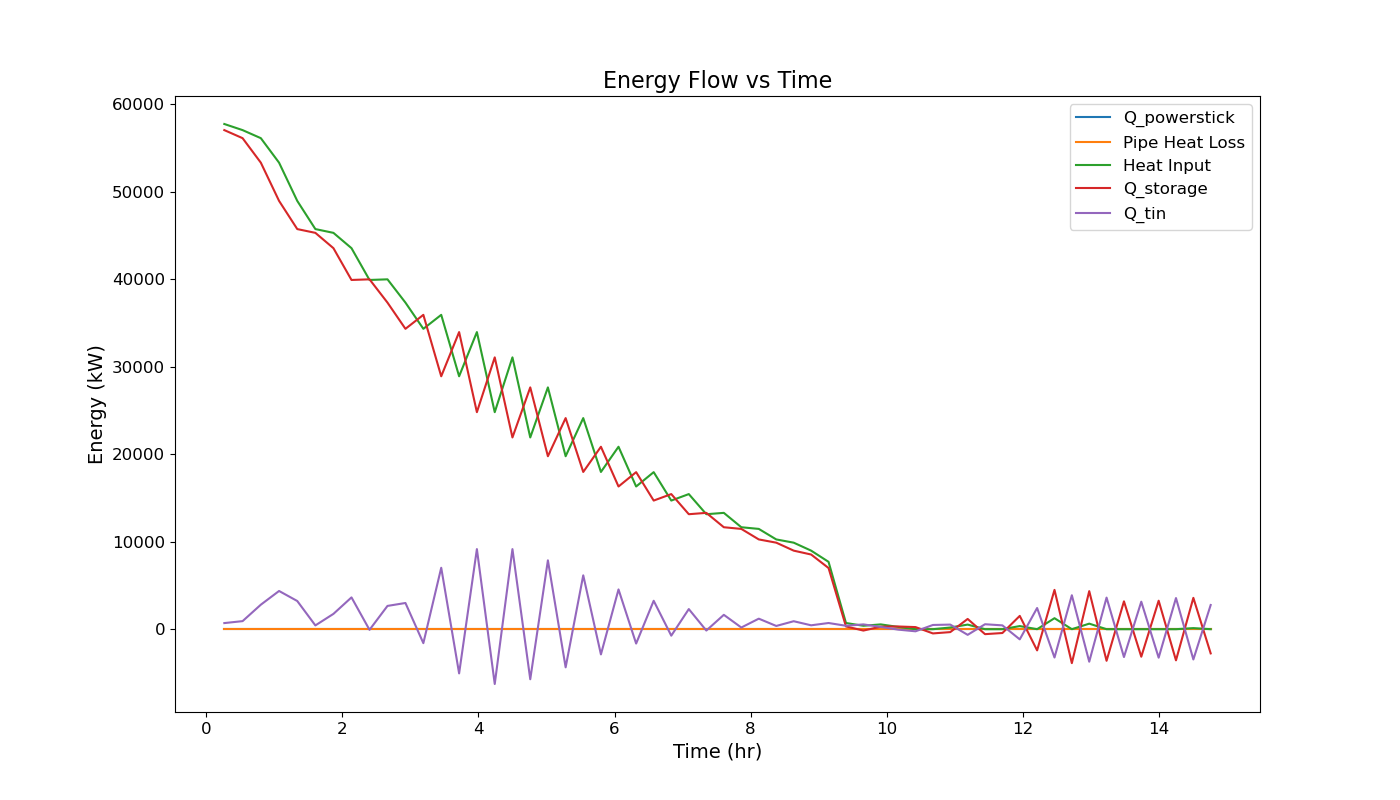 Energy Flow vs Time
60000
50000
40000
30000
20000
10000
0
Energy (kW)
Q_powerstick
Pipe Heat Loss
Heat Input
Q_storage
Q_tin
0 2 4 6 8 10 12 14
Time (hr)